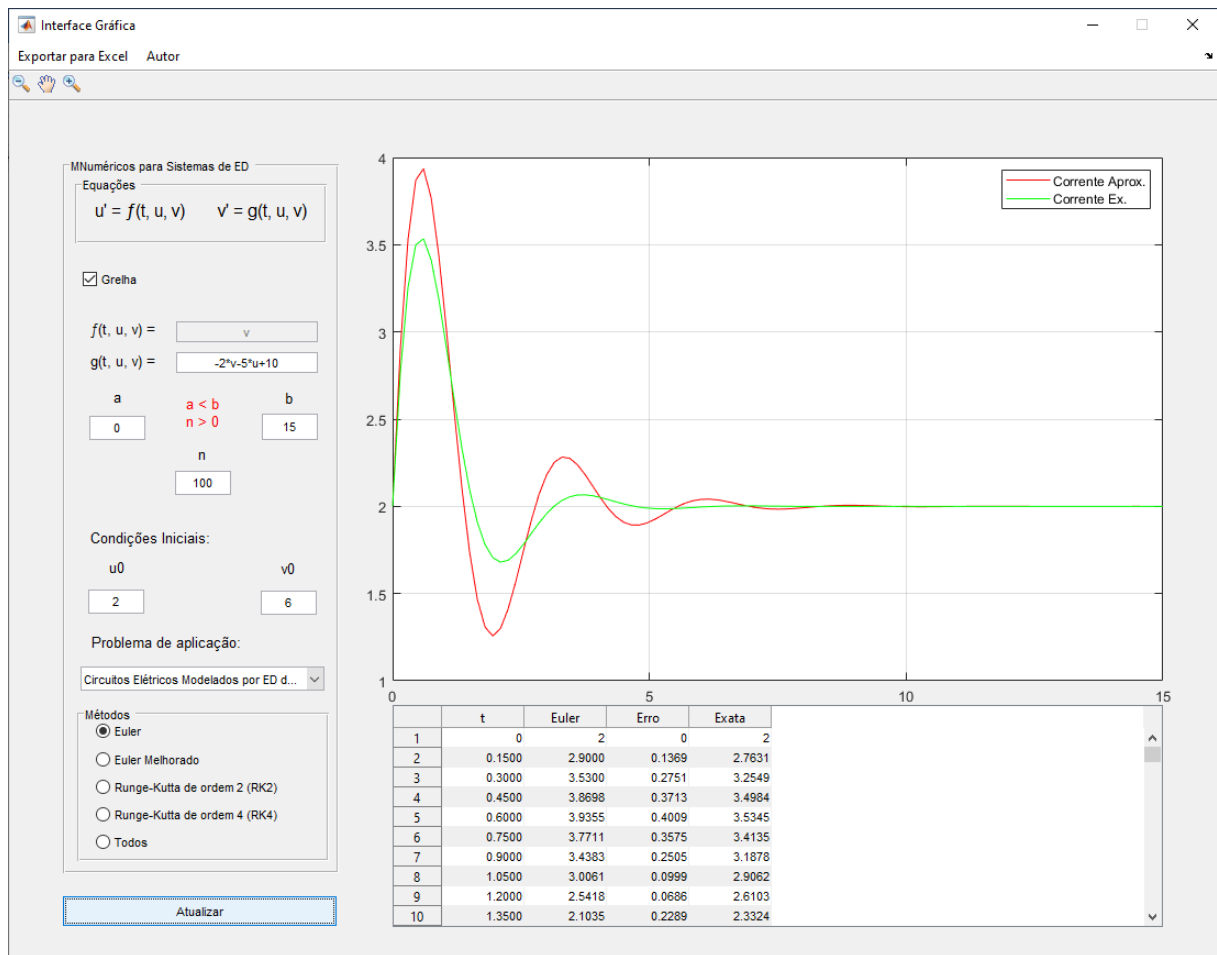 Interface Gráfica
Exportar para Excel Autor
MNuméricos para Sistemas de ED
Equações
u' = ƒ(t, u, v) v' = g(t, u, v)
Grelha
ƒ(t, u, v) = v
g(t, u, v) = -2*v-5*u+10
a a < b b
0 n > 0 15
n
100
Condições Iniciais:
u0 v0
2 6
Problema de aplicação:
Circuitos Elétricos Modelados por ED d...
Métodos
Euler
Euler Melhorado
Runge-Kutta de ordem 2 (RK2)
Runge-Kutta de ordem 4 (RK4)
Todos
Atualizar
4
3.5
3
2.5
2
1.5
1
0 5 10 15
Corrente Aprox.
Corrente Ex.
t Euler Erro Exata
1 0 2 0 2
2 0.1500 2.9000 0.1369 2.7631
3 0.3000 3.5300 0.2751 3.2549
4 0.4500 3.8698 0.3713 3.4984
5 0.6000 3.9355 0.4009 3.5345
6 0.7500 3.7711 0.3575 3.4135
7 0.9000 3.4383 0.2505 3.1878
8 1.0500 3.0061 0.0999 2.9062
9 1.2000 2.5418 0.0686 2.6103
10 1.3500 2.1035 0.2289 2.3324